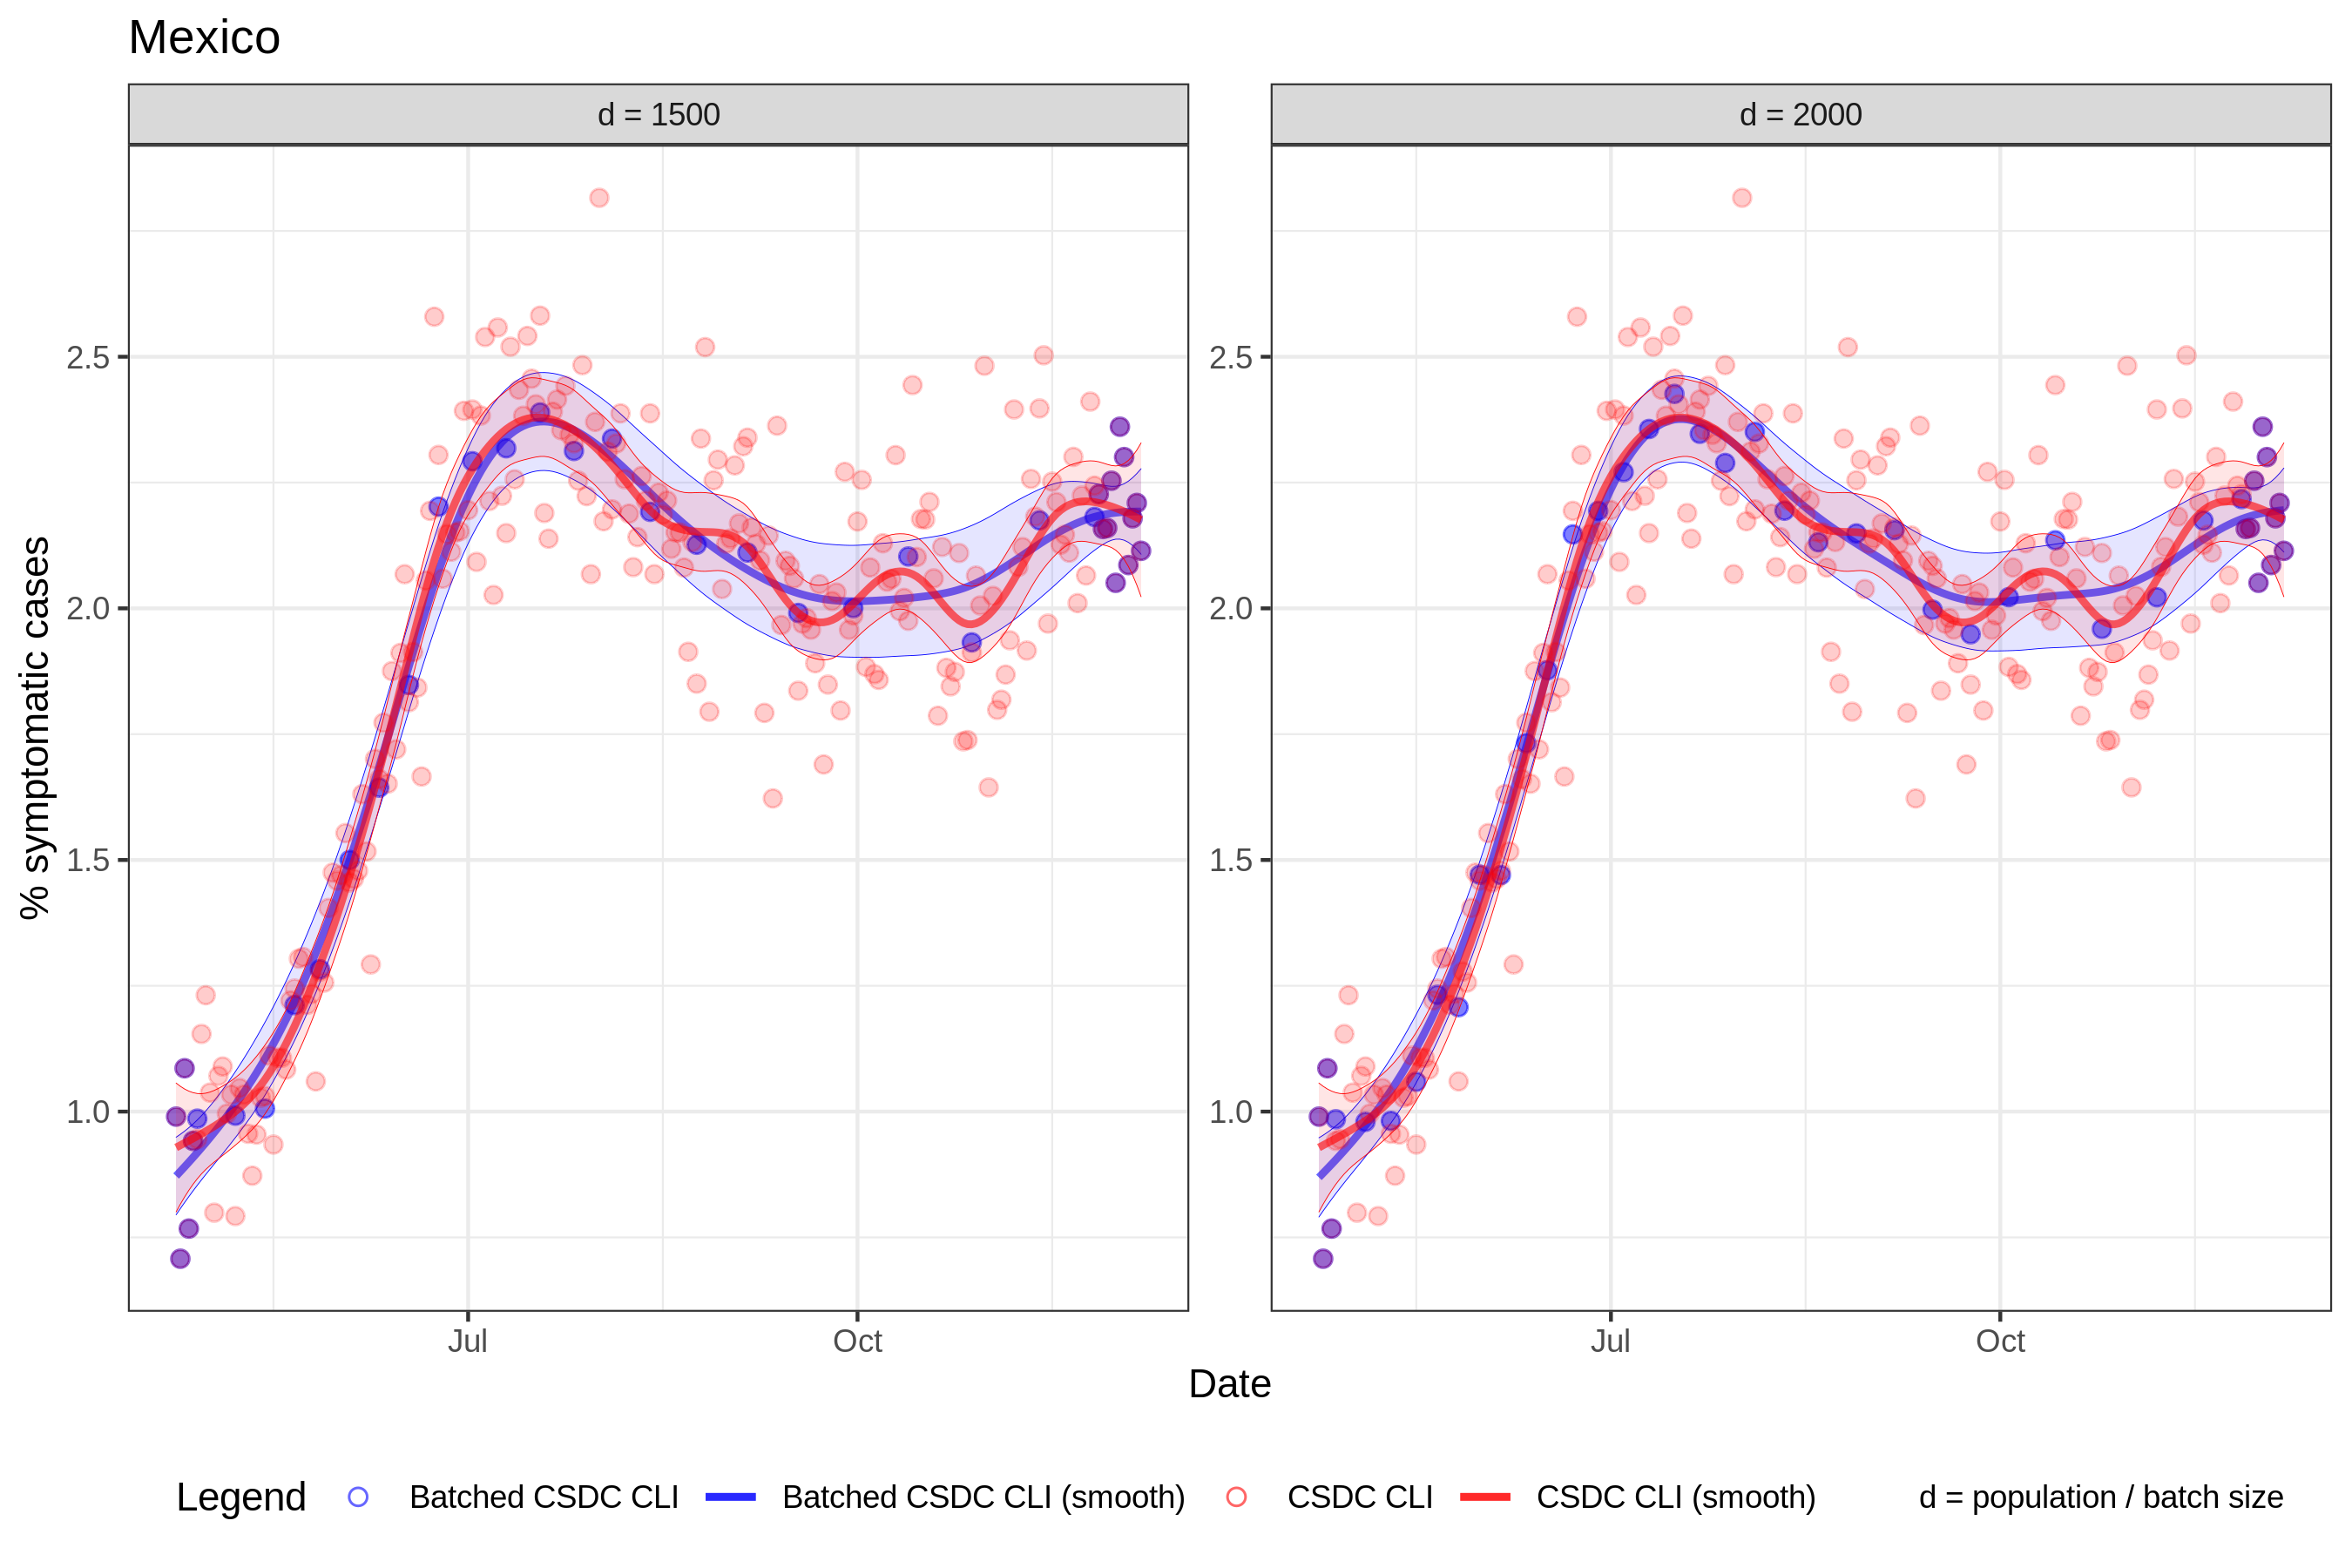 Mexico
d = 1500
d = 2000
% symptomatic cases
2.5
2.0
1.5
1.0
2.5
2.0
1.5
1.0
Jul
Oct
Jul
Oct
Date
Legend Batched CSDC CLI Batched CSDC CLI (smooth) CSDC CLI CSDC CLI (smooth) d = population / batch size